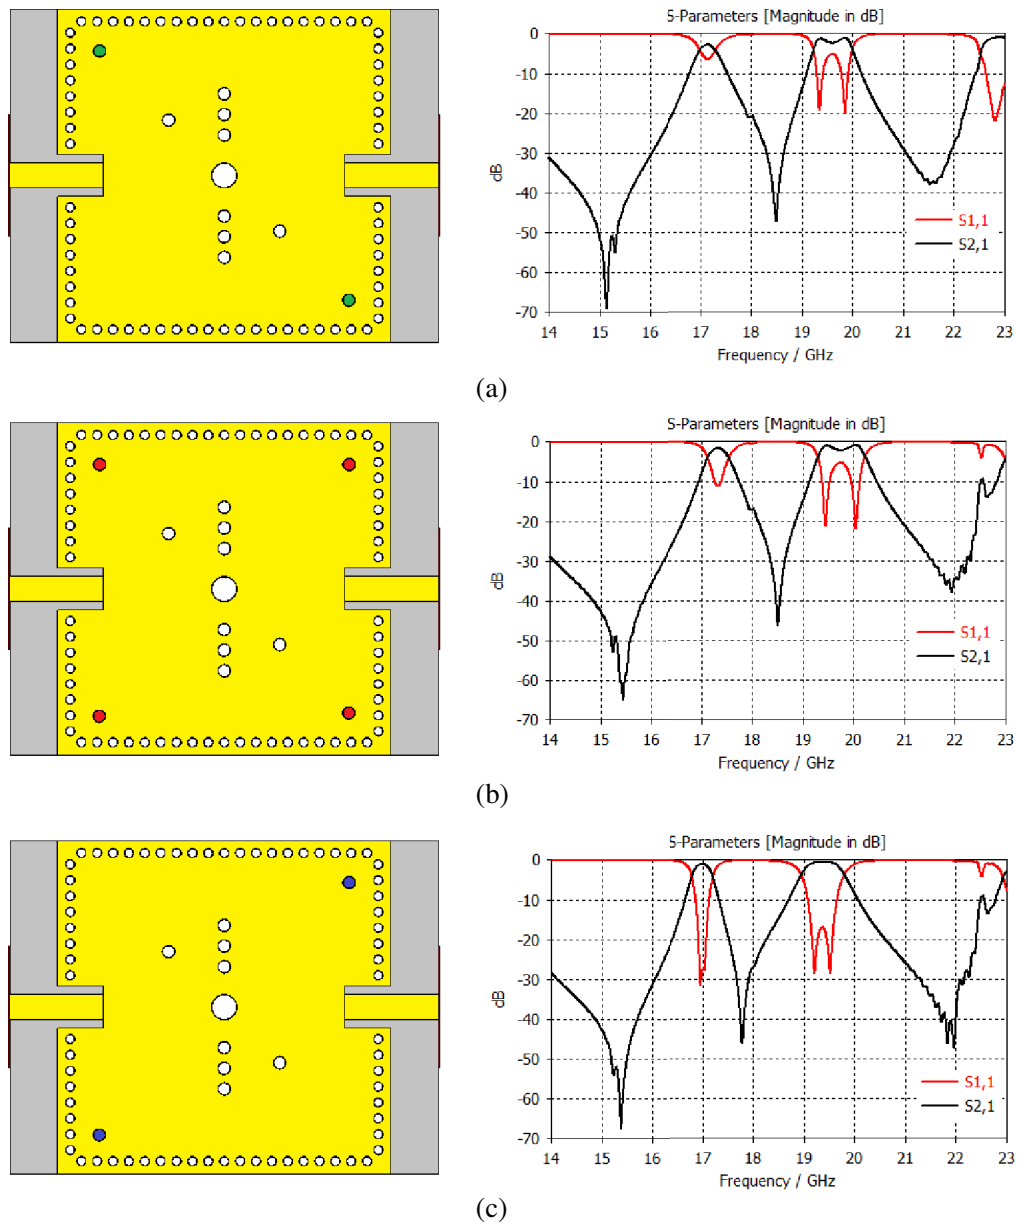 S-Parameters [Magnitude in dB]
0
-10
-20
-30
-40
-50
-60
-70
dB
S1,1
S2,1
14 15 16 17 18 19 20 21 22 23
Frequency / GHz
(a)
S-Parameters [Magnitude in dB]
0
-10
-20
-30
-40
-50
-60
-70
dB
S1,1
S2,1
14 15 16 17 18 19 20 21 22 23
Frequency / GHz
(b)
S-Parameters [Magnitude in dB]
0
-10
-20
-30
-40
-50
-60
-70
dB
S1,1
S2,1
14 15 16 17 18 19 20 21 22 23
Frequency / GHz
(c)